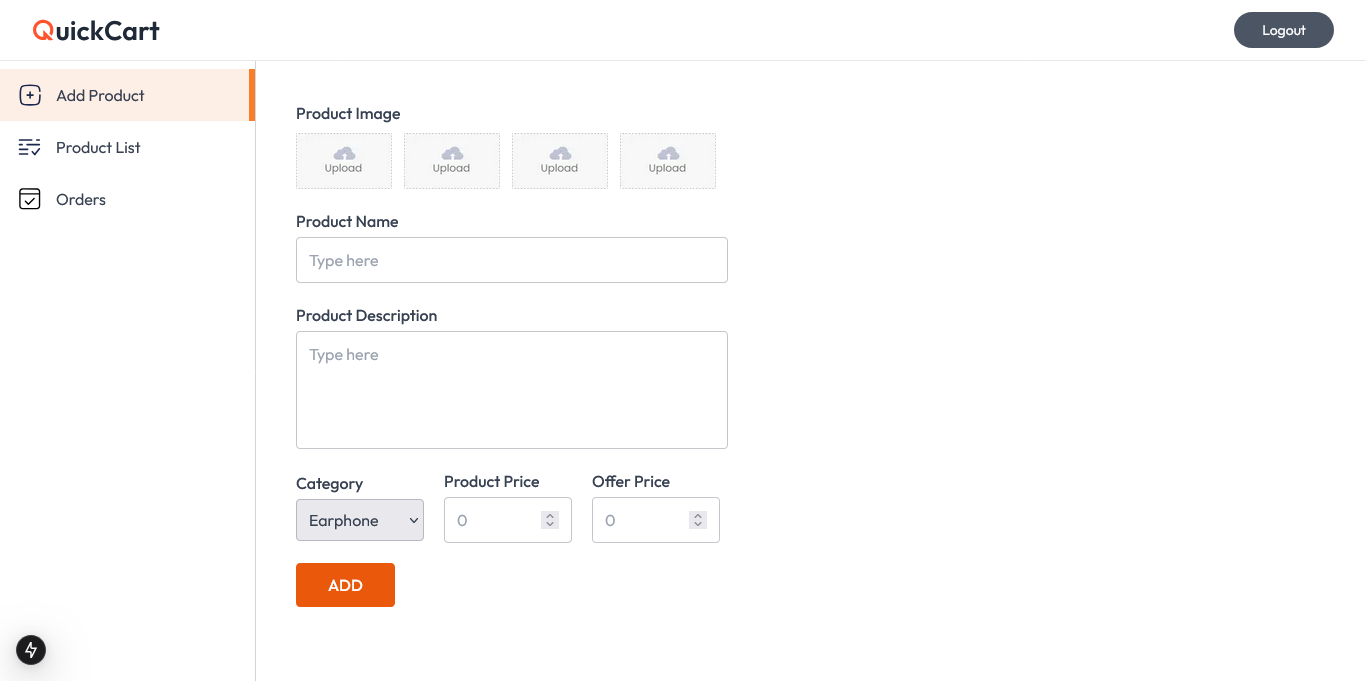 QuickCart
Logout
Add Product
Product List
Orders
Product Image
Upload Upload Upload Upload
Product Name
Type here
Product Description
Type here
Category Product Price Offer Price
Earphone 0 0
ADD